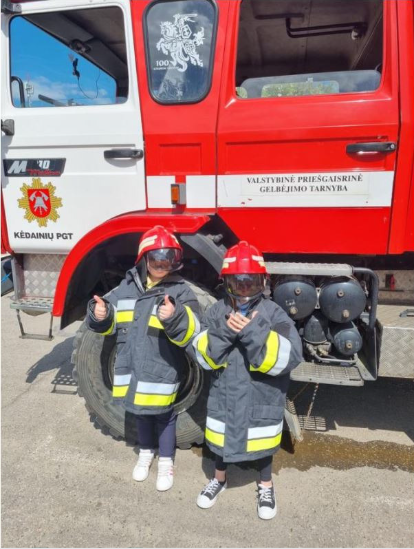 100
VALSTYBINĖ PRIEŠGAISRINĖ
GELBĖJIMO TARNYBA
KĖDAINIŲ PGT